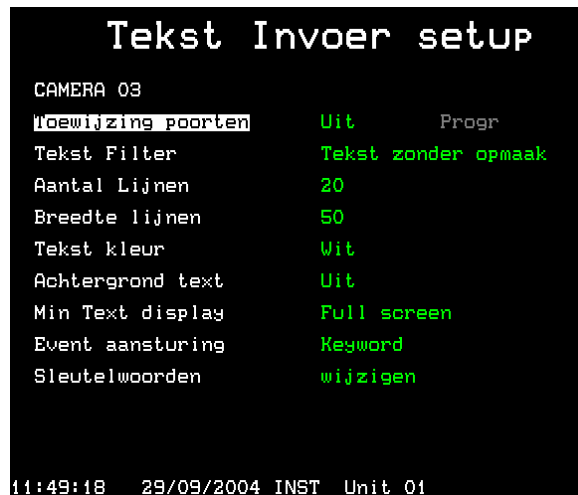 Tekst Invoer setup
CAMERA 03
Toewijzing poorten Uit Progr
Tekst Filter Tekst zonder opmaak
Aantal Lijnen 20
Breedte lijnen 50
Tekst kleur Wit
Achtergrond text Uit
Min Text display Full screen
Event aansturing Keyword
Sleutelwoorden wijzigen
11:49:18 29/09/2004 INST Unit 01